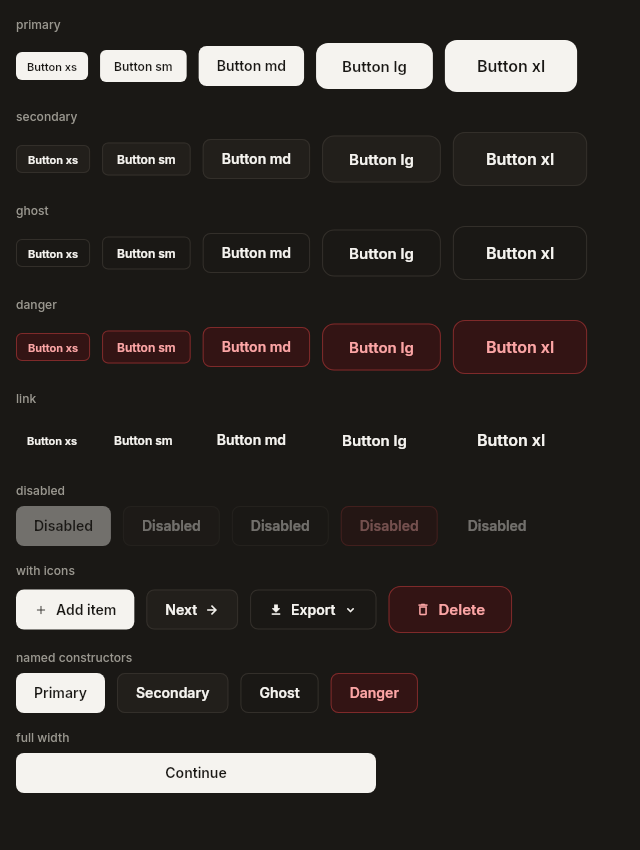 primary
Button xs Button sm Button md Button lg Button xl
secondary
Button xs Button sm Button md Button lg Button xl
ghost
Button xs Button sm Button md Button lg Button xl
danger
Button xs Button sm Button md Button lg Button xl
link
Button xs Button sm Button md Button lg Button xl
disabled
Disabled Disabled Disabled Disabled Disabled
with icons
Add item Next Export Delete
named constructors
Primary Secondary Ghost Danger
full width
Continue